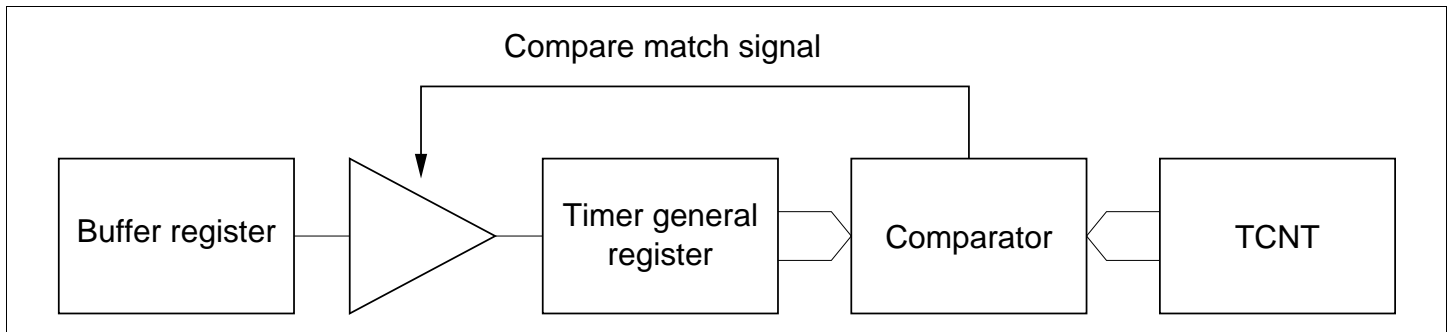 Compare match signal
Buffer register
Timer general
register
Comparator
TCNT